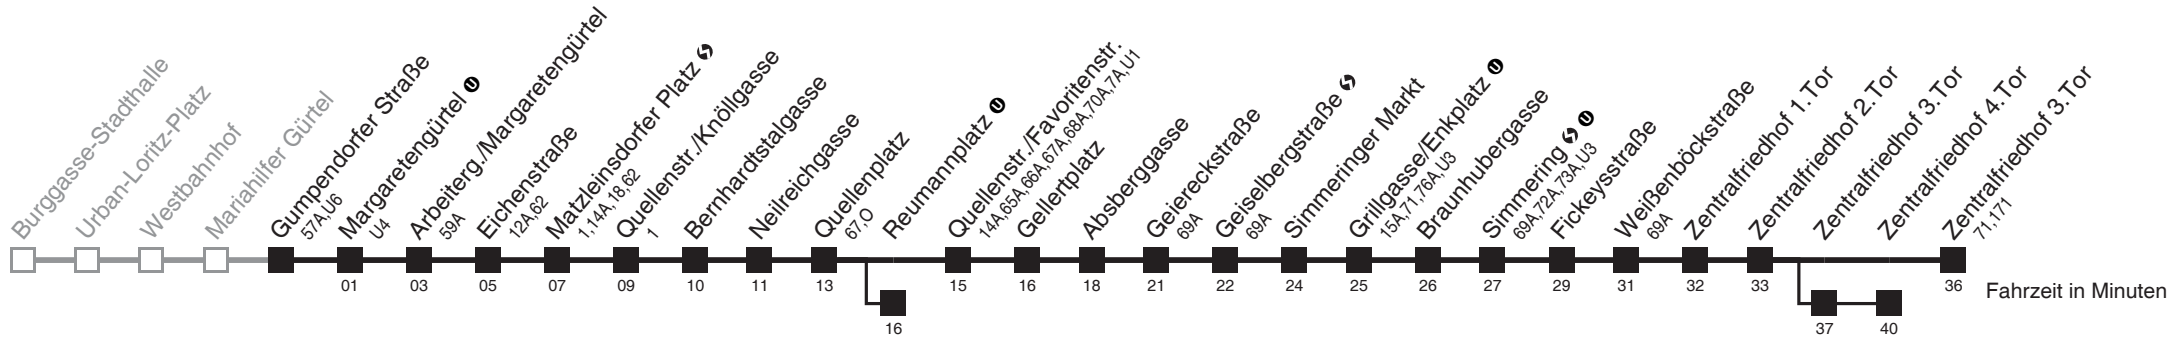 Burggasse-Stadthalle
Urban-Loritz-Platz
Westbahnhof
Mariahilfer Gürtel
Gumpendorfer Straße
57A,U6
Margaretengürtel U
U4
Arbeiterg./Margaretengürtel
59A
Eichenstraße
12A,62
Matzleinsdorfer Platz
1,14A,18,62
Quellenstr./Knöllgasse
1
Bernhardtstalgasse
Neilreichgasse
Quellenplatz
67,O
Reumannplatz U
Quellenstr./Favoritenstr.
14A,65A,66A,67A,68A,70A,7A,U1
Gellertplatz
Absberggasse
Geiereckstraße
69A
Geiselbergstraße
69A
Simmeringer Markt
Grillgasse/Enkplatz U
15A,71,76A,U3
Braunhubergasse
Simmering U
69A,72A,73A,U3
Fickeysstraße
Weißenböckstraße
69A
Zentralfriedhof 1.Tor
Zentralfriedhof 2.Tor
Zentralfriedhof 3.Tor
Zentralfriedhof 4.Tor
Zentralfriedhof 3.Tor
71,171
01 03 05 07 09 10 11 13 15 16 18 21 22 24 25 26 27 29 31 32 33 36
Fahrzeit in Minuten
16 37 40